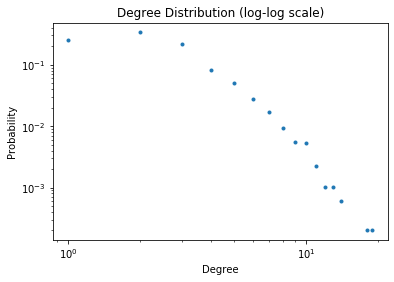 Degree Distribution (log-log scale)
Probability
10⁻¹
10⁻²
10⁻³
10⁰ 10¹
Degree